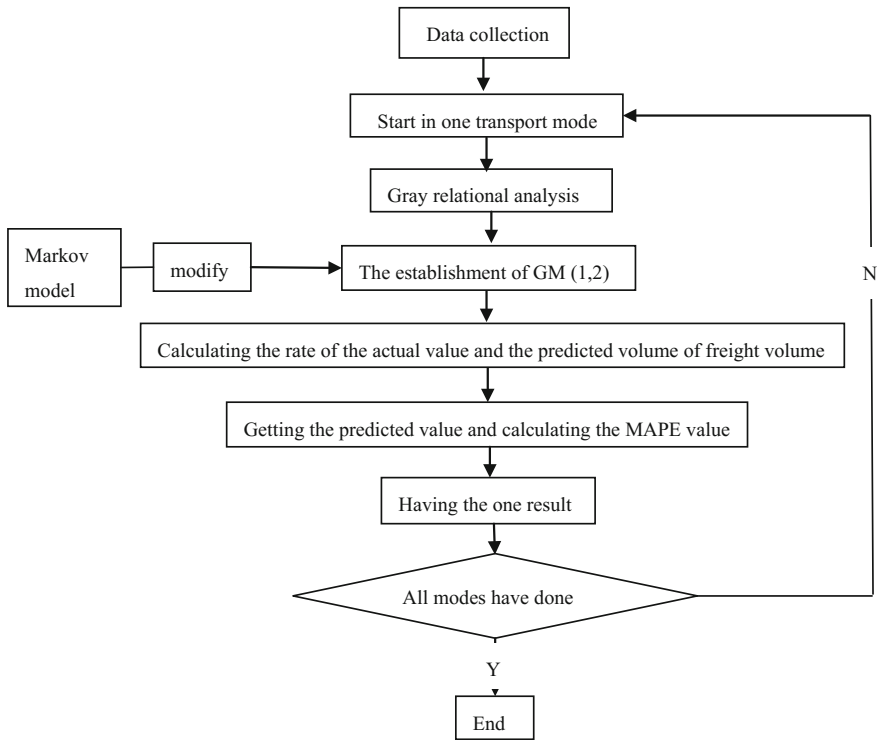 Data collection
Start in one transport mode
Gray relational analysis
Markov
model
modify
The establishment of GM (1,2)
N
Calculating the rate of the actual value and the predicted volume of freight volume
Getting the predicted value and calculating the MAPE value
Having the one result
All modes have done
Y
End